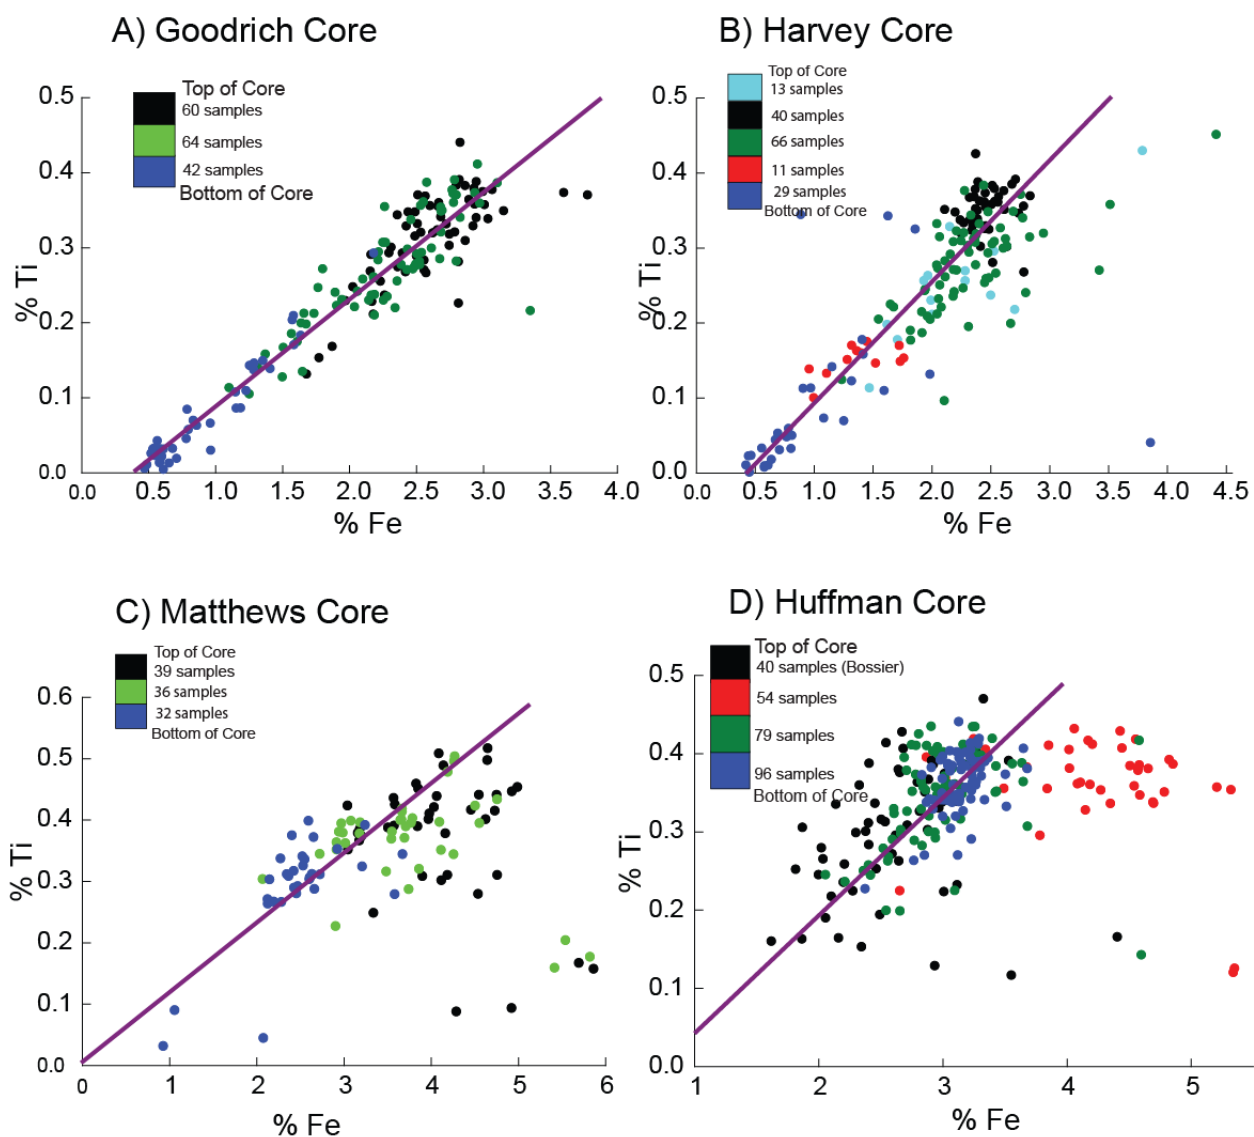 A) Goodrich Core
Top of Core
60 samples
64 samples
42 samples
Bottom of Core
0.5
0.4
0.3
0.2
0.1
0.0
% Ti
0.0 0.5 1.0 1.5 2.0 2.5 3.0 3.5 4.0
% Fe
B) Harvey Core
Top of Core
13 samples
40 samples
66 samples
11 samples
29 samples
Bottom of Core
0.5
0.4
0.3
0.2
0.1
0.0
% Ti
0.0 0.5 1.0 1.5 2.0 2.5 3.0 3.5 4.0 4.5
% Fe
C) Matthews Core
Top of Core
39 samples
36 samples
32 samples
Bottom of Core
0.6
0.5
0.4
0.3
0.2
0.1
0.0
% Ti
0 1 2 3 4 5 6
% Fe
D) Huffman Core
Top of Core
40 samples (Bossier)
54 samples
79 samples
96 samples
Bottom of Core
0.5
0.4
0.3
0.2
0.1
0.0
% Ti
1 2 3 4 5
% Fe